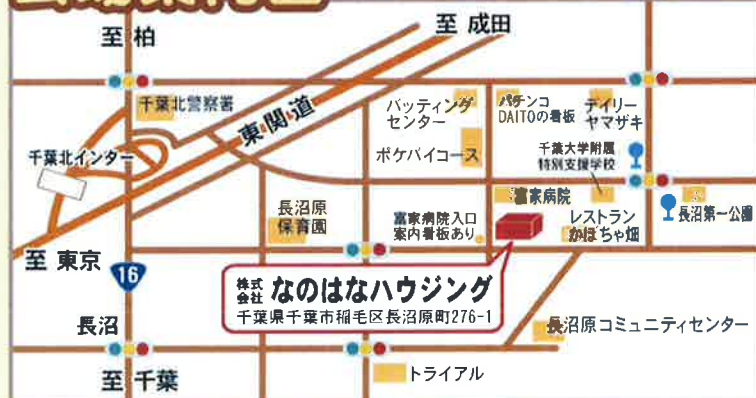 至 柏
至 成田
千葉北警察署
東関道
バッティング
センター
パチンコ
DAITOの看板
デイリー
ヤマザキ
千葉北インター
ポケバイコース
千葉大学附属
特別支援学校
富家病院
長沼原
保育園
富家病院入口
案内看板あり
レストラン
かぼちゃ畑
長沼第一公園
至 東京
16
株式
会社 なのはなハウジング
千葉県千葉市稲毛区長沼原町276-1
長沼
長沼原コミュニティセンター
至 千葉
トライアル